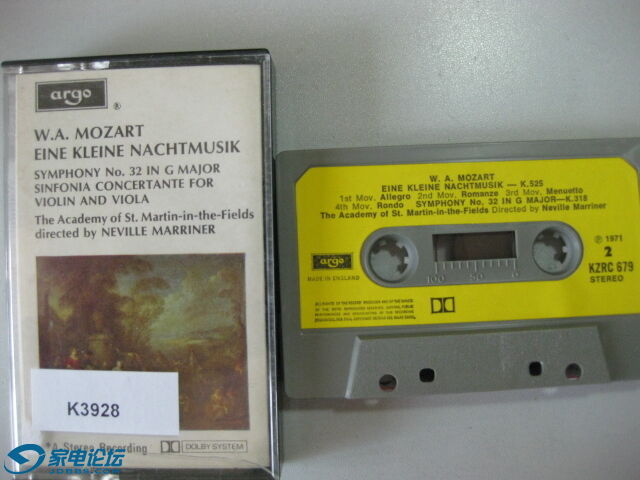 argo
®
W.A. MOZART
EINE KLEINE NACHTMUSIK
SYMPHONY No. 32 IN G MAJOR
SINFONIA CONCERTANTE FOR
VIOLIN AND VIOLA
The Academy of St. Martin-in-the-Fields
directed by NEVILLE MARRINER
K3928
*A Stereo Recording
DOLBY SYSTEM
家电论坛
JDBBS.COM
W. A. MOZART
EINE KLEINE NACHTMUSIK — K.525
1st Mov. Allegro 2nd Mov. Romanze 3rd Mov. Menuetto
4th Mov. Rondo SYMPHONY No. 32 IN G MAJOR—K.318
The Academy of St. Martin-in-the-Fields Directed by Neville Marriner
argo
MADE IN ENGLAND
100 50 0
℗ 1971
2
KZRC 679
STEREO